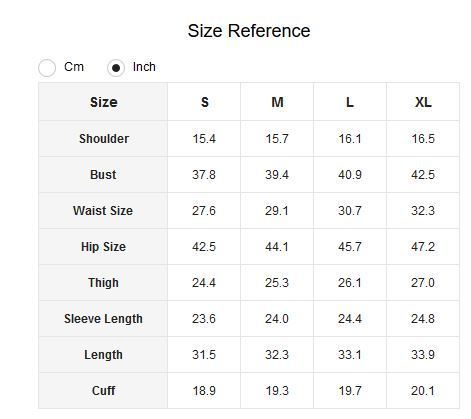 Size Reference
Cm Inch
Size S M L XL
Shoulder 15.4 15.7 16.1 16.5
Bust 37.8 39.4 40.9 42.5
Waist Size 27.6 29.1 30.7 32.3
Hip Size 42.5 44.1 45.7 47.2
Thigh 24.4 25.3 26.1 27.0
Sleeve Length 23.6 24.0 24.4 24.8
Length 31.5 32.3 33.1 33.9
Cuff 18.9 19.3 19.7 20.1